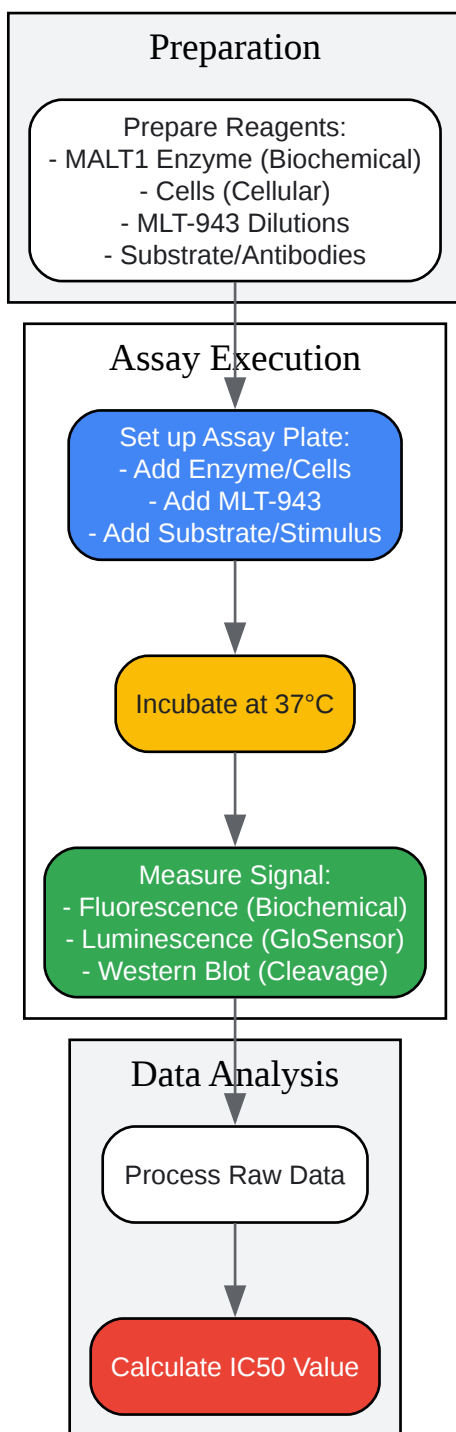 Preparation
Prepare Reagents:
- MALT1 Enzyme (Biochemical)
- Cells (Cellular)
- MLT-943 Dilutions
- Substrate/Antibodies
Assay Execution
Set up Assay Plate:
- Add Enzyme/Cells
- Add MLT-943
- Add Substrate/Stimulus
Incubate at 37°C
Measure Signal:
- Fluorescence (Biochemical)
- Luminescence (GloSensor)
- Western Blot (Cleavage)
Data Analysis
Process Raw Data
Calculate IC50 Value